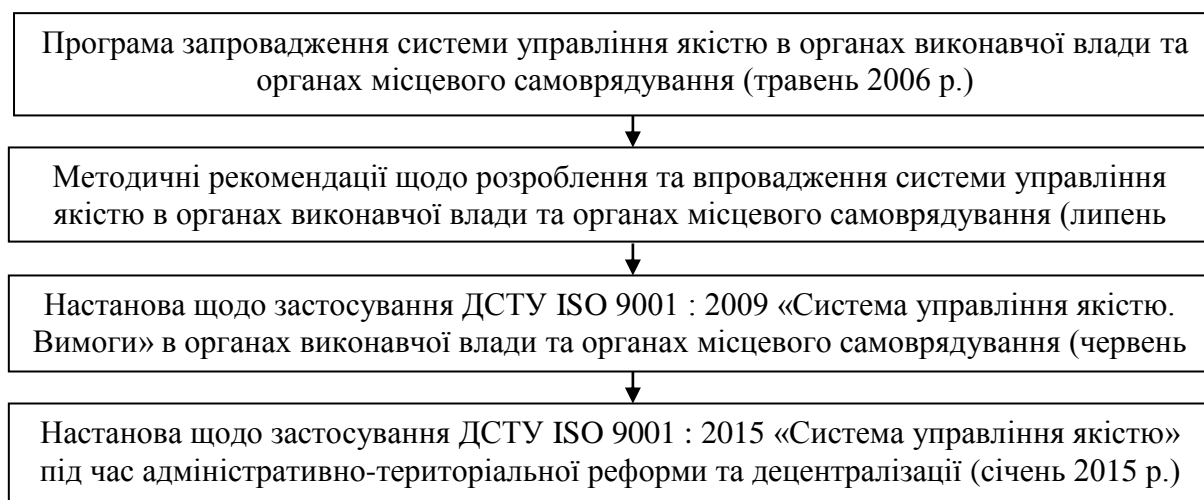 Програма запровадження системи управління якістю в органах виконавчої влади та
органах місцевого самоврядування (травень 2006 р.)
Методичні рекомендації щодо розроблення та впровадження системи управління
якістю в органах виконавчої влади та органах місцевого самоврядування (липень
Настанова щодо застосування ДСТУ ISO 9001 : 2009 «Система управління якістю.
Вимоги» в органах виконавчої влади та органах місцевого самоврядування (червень
Настанова щодо застосування ДСТУ ISO 9001 : 2015 «Система управління якістю»
під час адміністративно-територіальної реформи та децентралізації (січень 2015 р.)